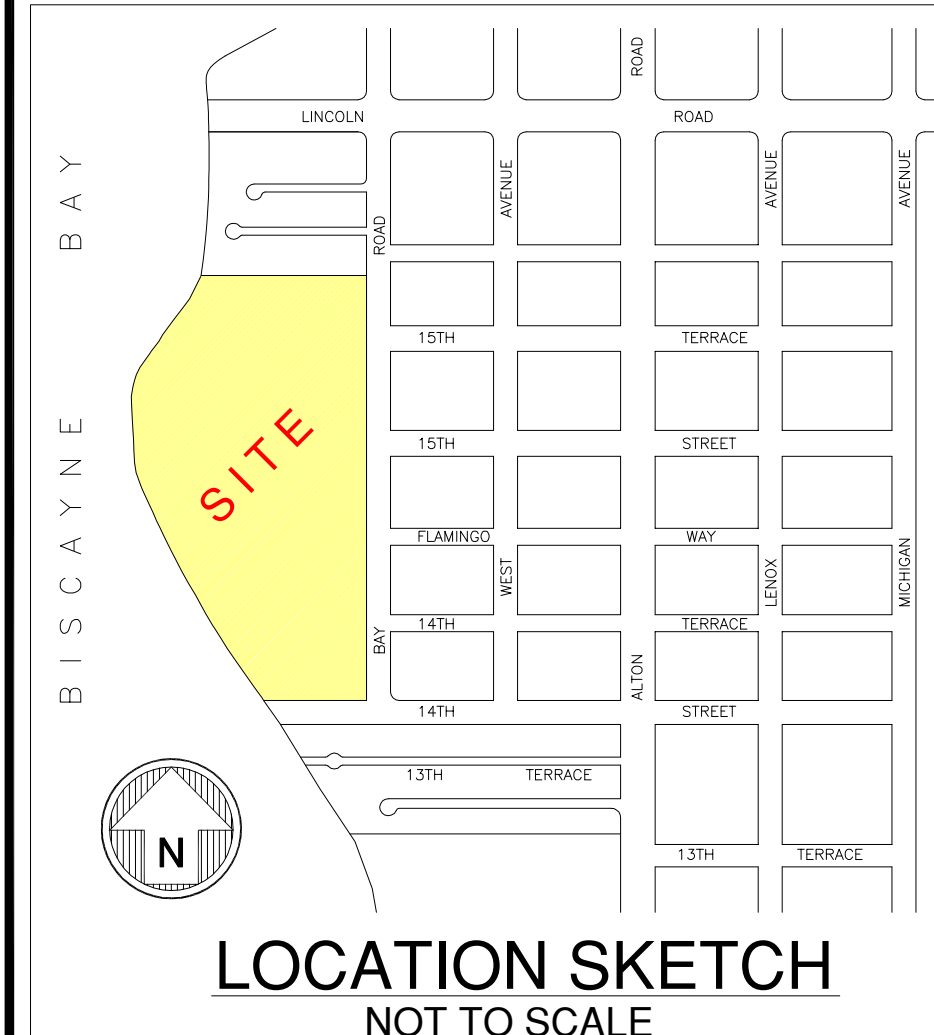 ROAD
LINCOLN ROAD
BISCAYNE BAY
AVENUE
AVENUE
AVENUE
ROAD
15TH TERRACE
SITE
15TH STREET
FLAMINGO WAY
WEST
LENOX
MICHIGAN
14TH TERRACE
BAY
ALTON
14TH STREET
13TH TERRACE
N
13TH TERRACE
LOCATION SKETCH
NOT TO SCALE